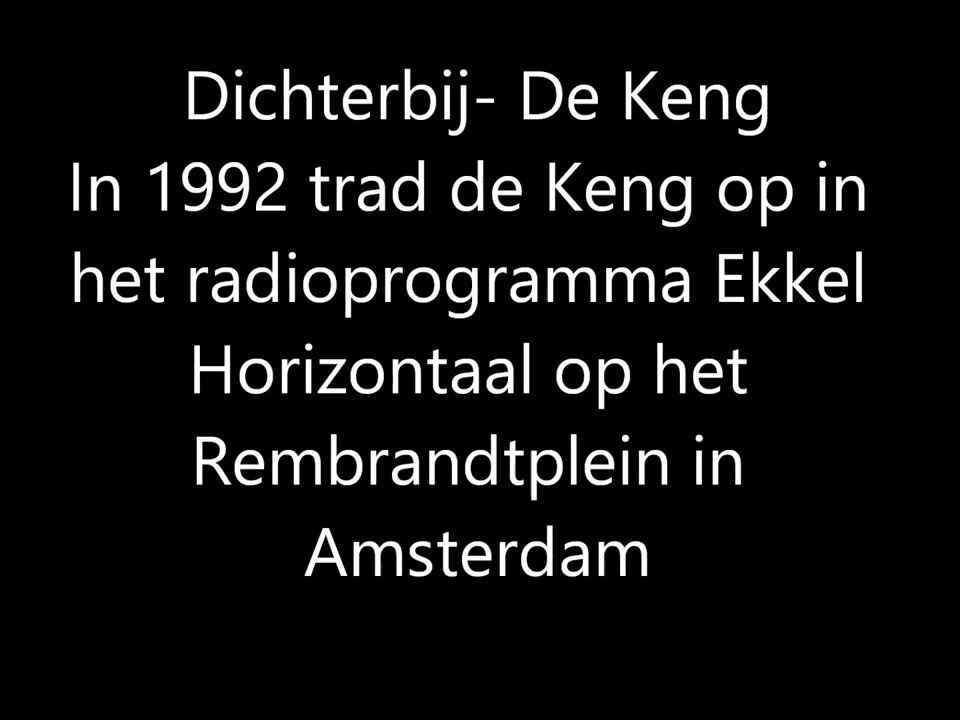 Dichterbij- De Keng
In 1992 trad de Keng op in
het radioprogramma Ekkel
Horizontaal op het
Rembrandtplein in
Amsterdam